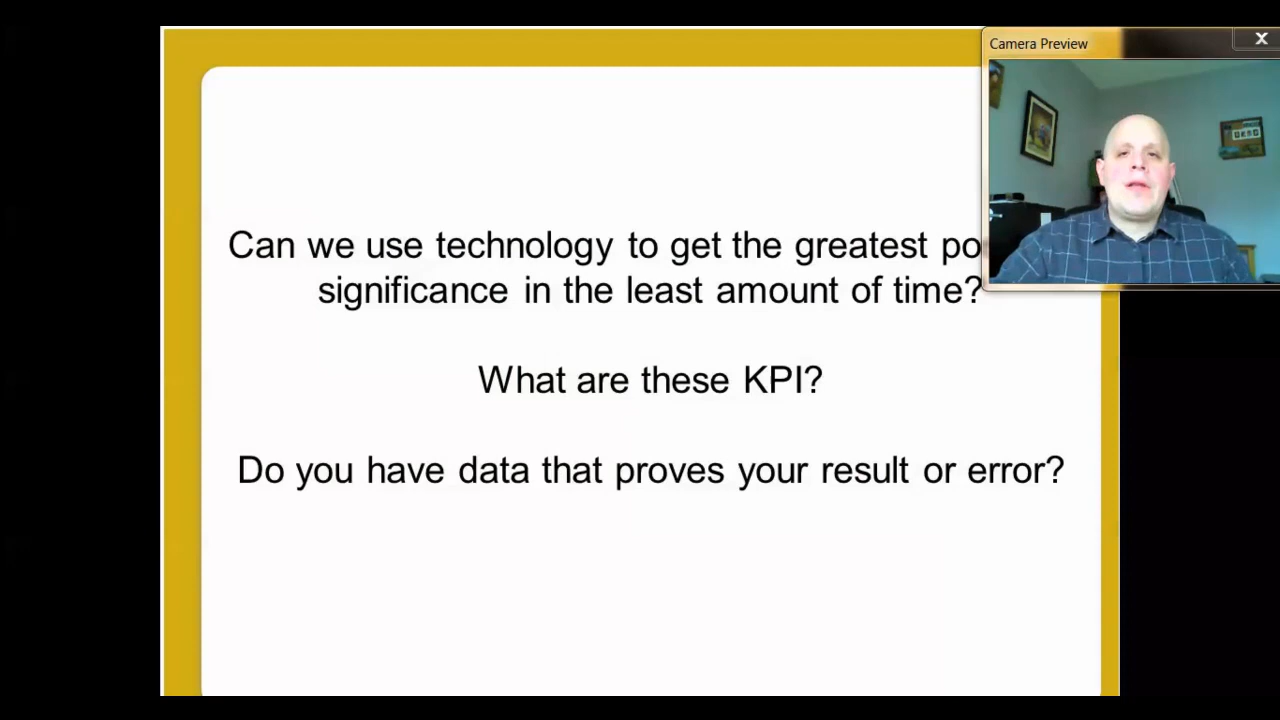 Camera Preview
Can we use technology to get the greatest
significance in the least amount of time?
What are these KPI?
Do you have data that proves your result or error?